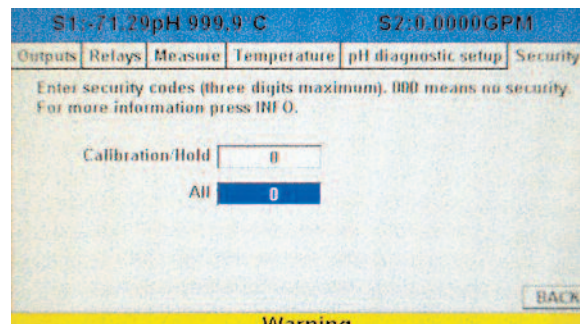 S1:-71.29pH 999.9°C S2:0.0000GPM
Outputs Relays Measure Temperature pH diagnostic setup Security
Enter security codes (three digits maximum). 000 means no security.
For more information press INFO.
Calibration/Hold 0
All 0
BACK
Warning